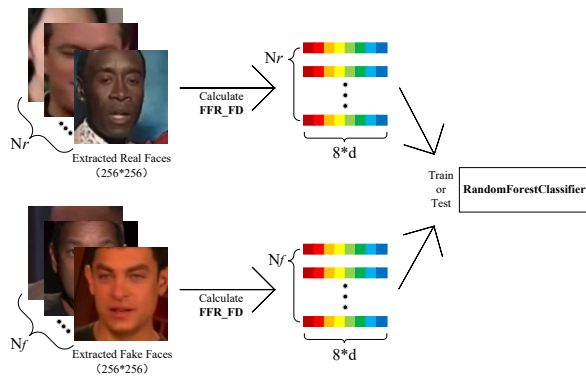 Nr
Extracted Real Faces
(256*256)
Calculate
FFR_FD
Nr
8*d
Train
or
Test
RandomForestClassifier
Nf
Extracted Fake Faces
(256*256)
Calculate
FFR_FD
Nf
8*d